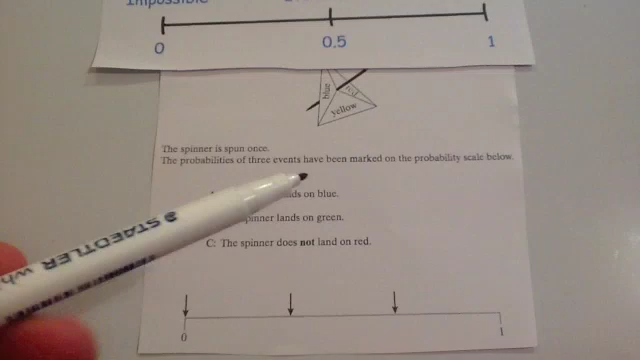 Impossible
0 0.5 1
blue
red
yellow
The spinner is spun once.
The probabilities of three events have been marked on the probability scale below.
lands on blue.
spinner lands on green.
C: The spinner does not land on red.
STAEDTLER
0 1